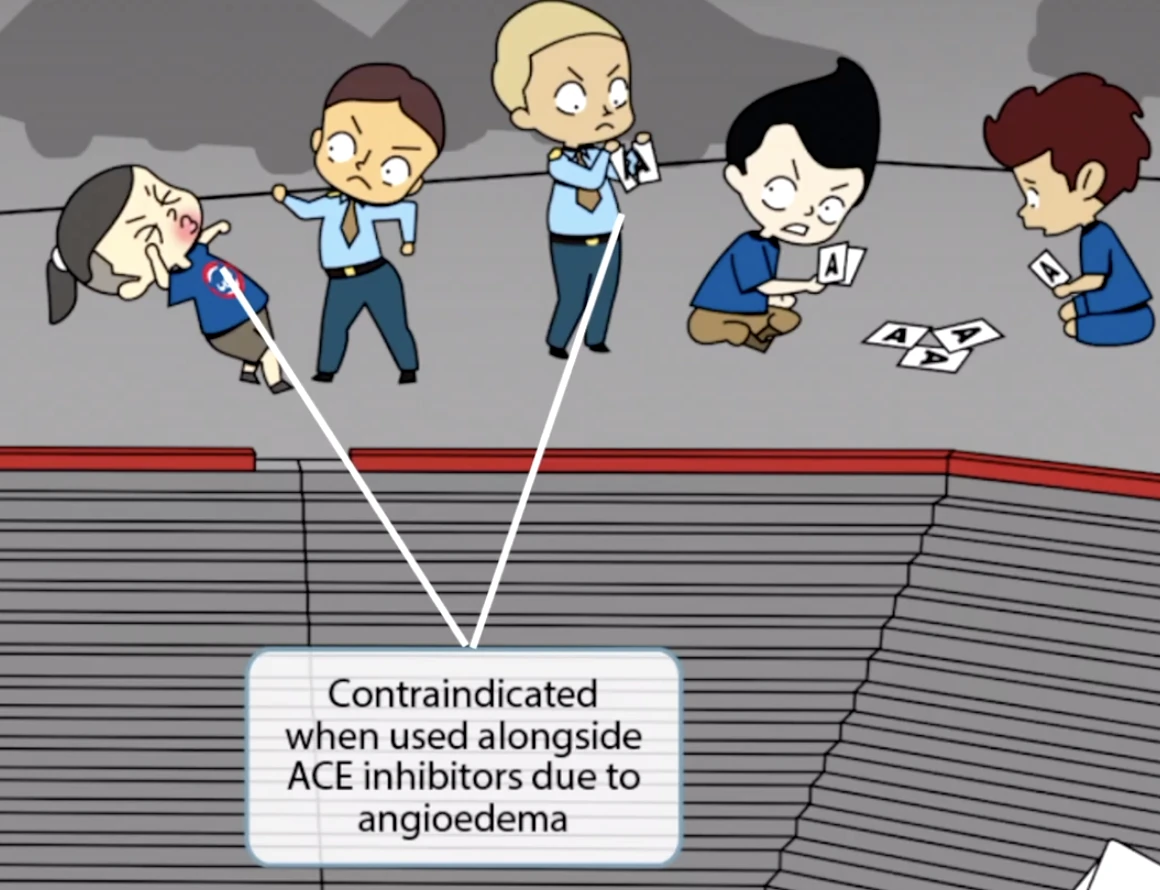 A
A
A
A
A
A
Contraindicated
when used alongside
ACE inhibitors due to
angioedema